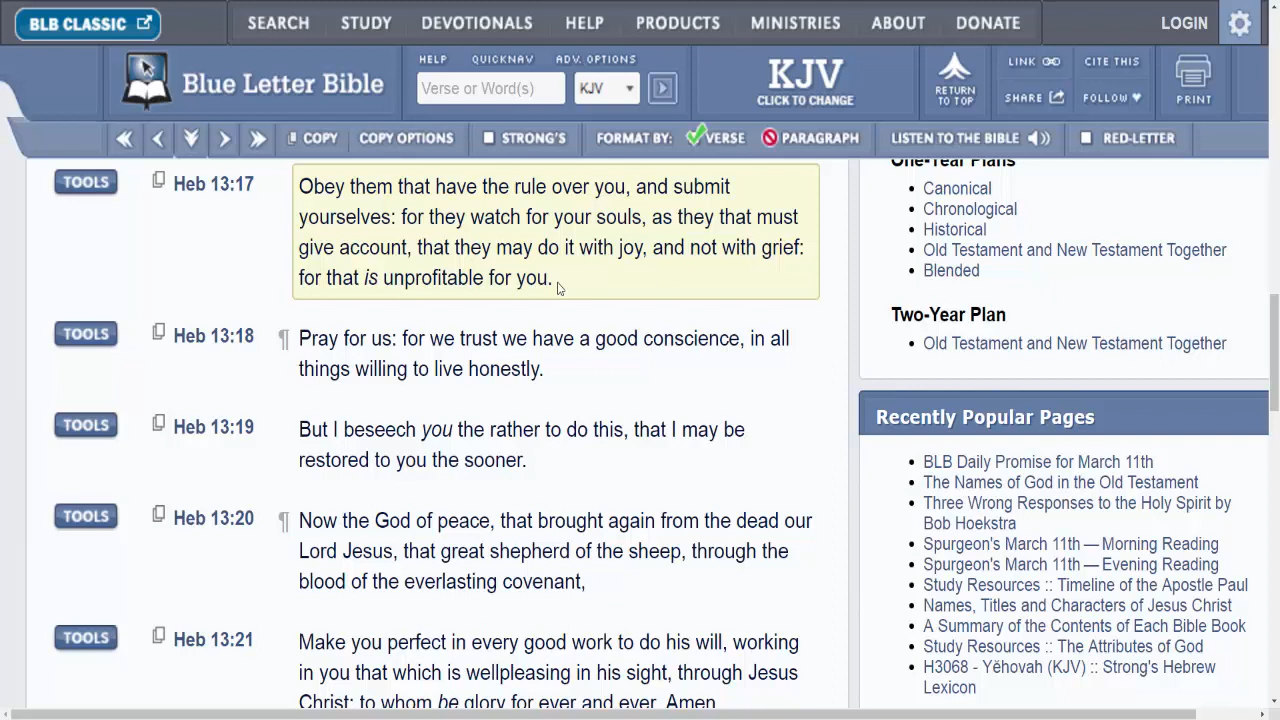 BLB CLASSIC
SEARCH STUDY DEVOTIONALS HELP PRODUCTS MINISTRIES ABOUT DONATE LOGIN
Blue Letter Bible
HELP QUICKNAV ADV. OPTIONS
Verse or Word(s) KJV
KJV
CLICK TO CHANGE
RETURN
TO TOP
LINK CITE THIS
SHARE FOLLOW
PRINT
COPY COPY OPTIONS STRONG'S FORMAT BY: VERSE PARAGRAPH LISTEN TO THE BIBLE RED-LETTER
TOOLS Heb 13:17 Obey them that have the rule over you, and submit
yourselves: for they watch for your souls, as they that must
give account, that they may do it with joy, and not with grief:
for that is unprofitable for you.
TOOLS Heb 13:18 ¶ Pray for us: for we trust we have a good conscience, in all
things willing to live honestly.
TOOLS Heb 13:19 But I beseech you the rather to do this, that I may be
restored to you the sooner.
TOOLS Heb 13:20 ¶ Now the God of peace, that brought again from the dead our
Lord Jesus, that great shepherd of the sheep, through the
blood of the everlasting covenant,
TOOLS Heb 13:21 Make you perfect in every good work to do his will, working
in you that which is wellpleasing in his sight, through Jesus
Christ; to whom be glory for ever and ever. Amen
One-Year Plans
Canonical
Chronological
Historical
Old Testament and New Testament Together
Blended
Two-Year Plan
Old Testament and New Testament Together
Recently Popular Pages
BLB Daily Promise for March 11th
The Names of God in the Old Testament
Three Wrong Responses to the Holy Spirit by
Bob Hoekstra
Spurgeon's March 11th — Morning Reading
Spurgeon's March 11th — Evening Reading
Study Resources :: Timeline of the Apostle Paul
Names, Titles and Characters of Jesus Christ
A Summary of the Contents of Each Bible Book
Study Resources :: The Attributes of God
H3068 - Yĕhovah (KJV) :: Strong's Hebrew
Lexicon